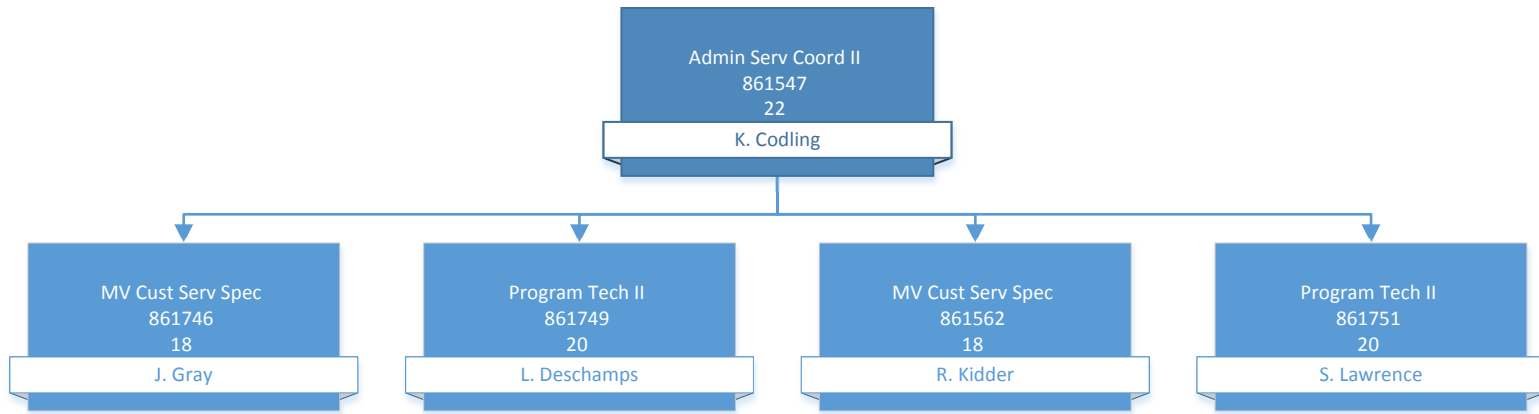 Admin Serv Coord II
861547
22
K. Codling
MV Cust Serv Spec
861746
18
J. Gray
Program Tech II
861749
20
L. Deschamps
MV Cust Serv Spec
861562
18
R. Kidder
Program Tech II
861751
20
S. Lawrence